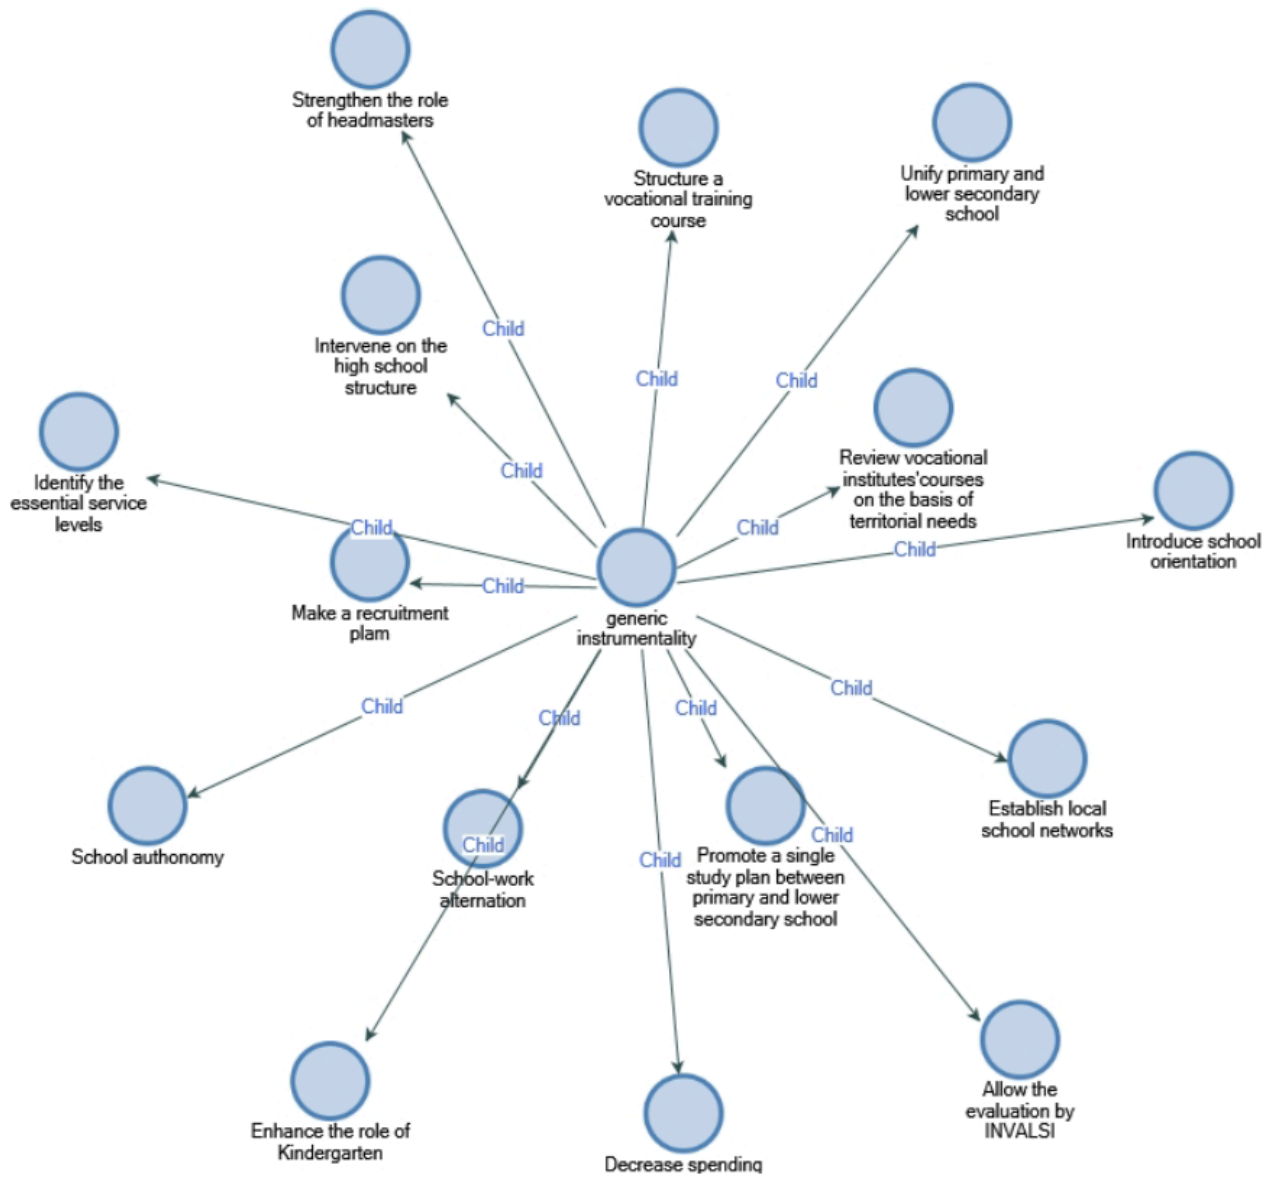 Strengthen the role
of headmasters
Structure a
vocational training
course
Unify primary and
lower secondary
school
Child
Intervene on the
high school
structure
Child
Child
Review vocational
institutes'courses
on the basis of
territorial needs
Identify the
essential service
levels
Child
Child
Child
Introduce school
orientation
Child
Child
Make a recruitment
plam
generic
instrumentality
Child
Child
Child
Child
School authonomy
Establish local
school networks
Child
Child
Child
School-work
alternation
Promote a single
study plan between
primary and lower
secondary school
Enhance the role of
Kindergarten
Decrease spending
Allow the
evaluation by
INVALSI